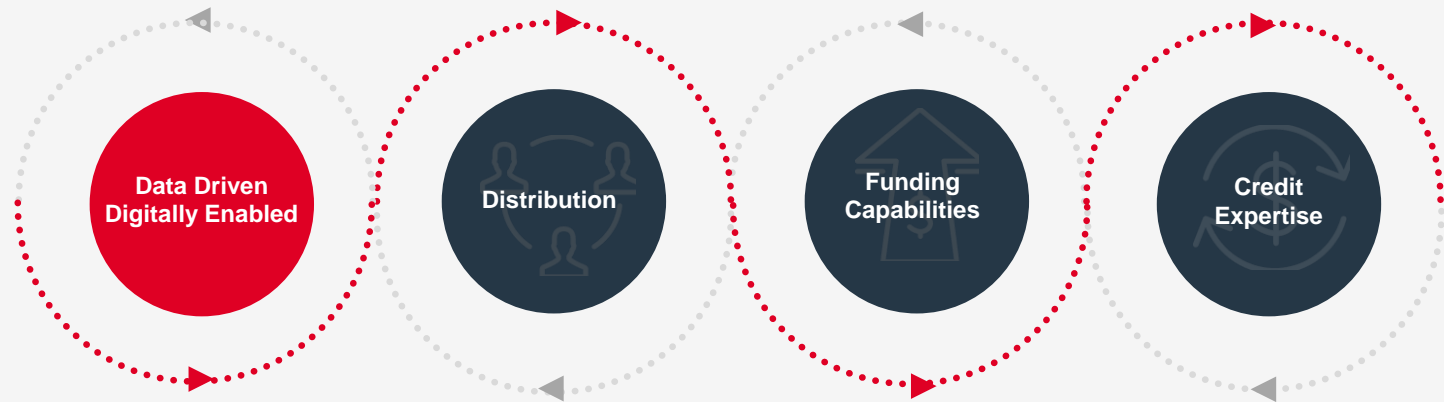 Data Driven
Digitally Enabled
Distribution
Funding
Capabilities
Credit
Expertise
$
$